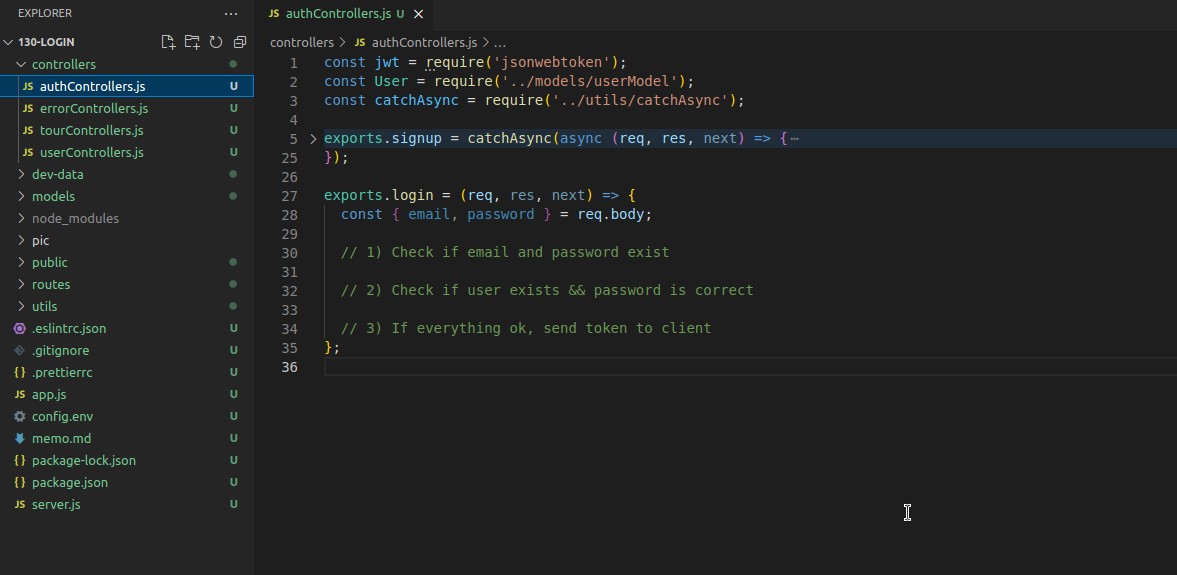 EXPLORER ...
130-LOGIN
controllers
JS authControllers.js U
JS errorControllers.js U
JS tourControllers.js U
JS userControllers.js U
dev-data
models
node_modules
pic
public
routes
utils
.eslintrc.json U
.gitignore U
{ } .prettierrc U
JS app.js U
config.env U
memo.md U
{ } package-lock.json U
{ } package.json U
JS server.js U
JS authControllers.js U
controllers > JS authControllers.js > ...
1 const jwt = require('jsonwebtoken');
2 const User = require('../models/userModel');
3 const catchAsync = require('../utils/catchAsync');
4
5 exports.signup = catchAsync(async (req, res, next) => {⋯
25 });
26
27 exports.login = (req, res, next) => {
28 const { email, password } = req.body;
29
30 // 1) Check if email and password exist
31
32 // 2) Check if user exists && password is correct
33
34 // 3) If everything ok, send token to client
35 };
36